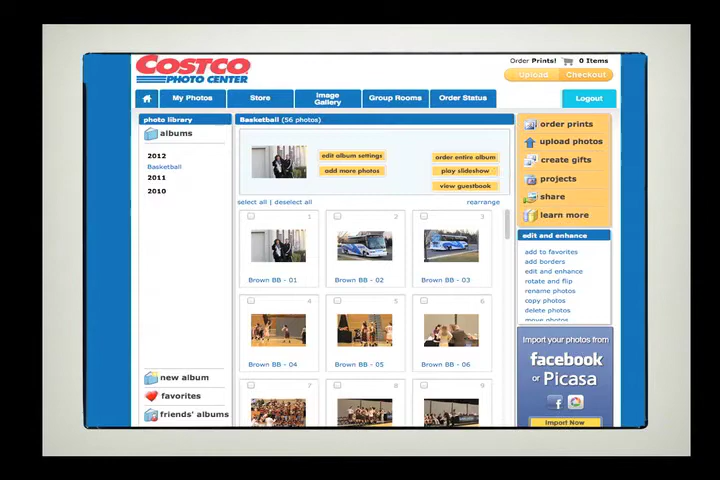 COSTCO
PHOTO CENTER
Order Prints! 0 Items
Upload Checkout
My Photos Store Image Gallery Group Rooms Order Status Logout
photo library
albums
2012
Basketball
2011
2010
new album
favorites
friends' albums
Basketball (56 photos)
edit album settings
add more photos
order entire album
play slideshow
view guestbook
select all | deselect all rearrange
1 2 3
Brown BB - 01 Brown BB - 02 Brown BB - 03
4 5 6
Brown BB - 04 Brown BB - 05 Brown BB - 06
7 8 9
order prints
upload photos
create gifts
projects
share
learn more
edit and enhance
add to favorites
add borders
edit and enhance
rotate and flip
rename photos
copy photos
delete photos
move photos
Import your photos from
facebook
or Picasa
f
Import Now